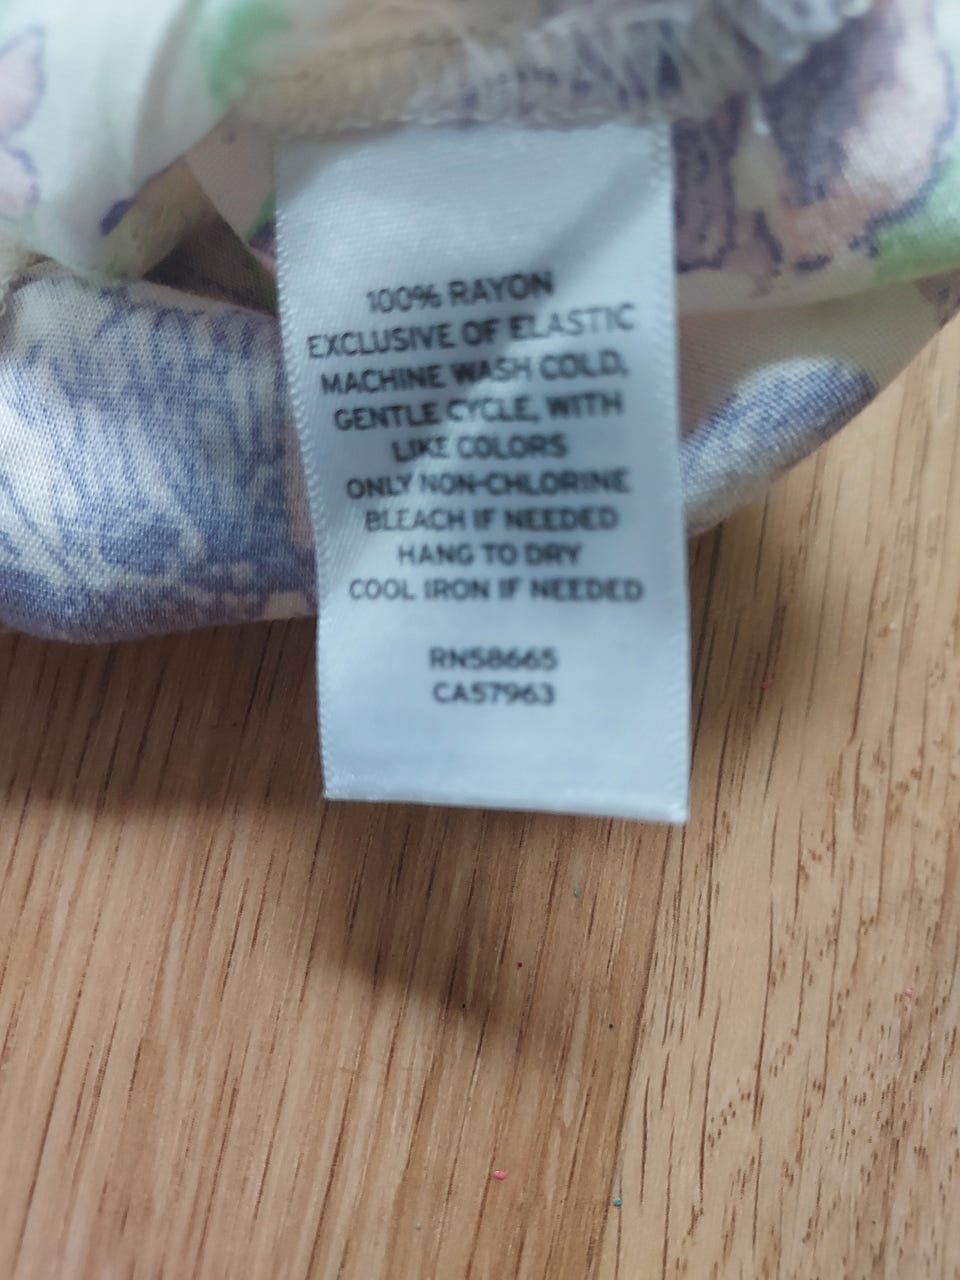 100% RAYON
EXCLUSIVE OF ELASTIC
MACHINE WASH COLD,
GENTLE CYCLE, WITH
LIKE COLORS
ONLY NON-CHLORINE
BLEACH IF NEEDED
HANG TO DRY
COOL IRON IF NEEDED
RN58665
CA57963